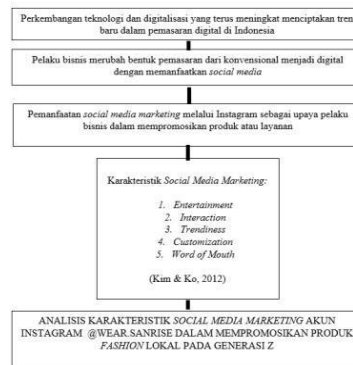 Perkembangan teknologi dan digitalisasi yang terus meningkat menciptakan tren
baru dalam pemasaran digital di Indonesia
Pelaku bisnis merubah bentuk pemasaran dari konvensional menjadi digital
dengan memanfaatkan social media
Pemanfaatan social media marketing melalui Instagram sebagai upaya pelaku
bisnis dalam mempromosikan produk atau layanan
Karakteristik Social Media Marketing:
1. Entertainment
2. Interaction
3. Trendiness
4. Customization
5. Word of Mouth
(Kim & Ko, 2012)
ANALISIS KARAKTERISTIK SOCIAL MEDIA MARKETING AKUN
INSTAGRAM @WEAR.SANRISE DALAM MEMPROMOSIKAN PRODUK
FASHION LOKAL PADA GENERASI Z